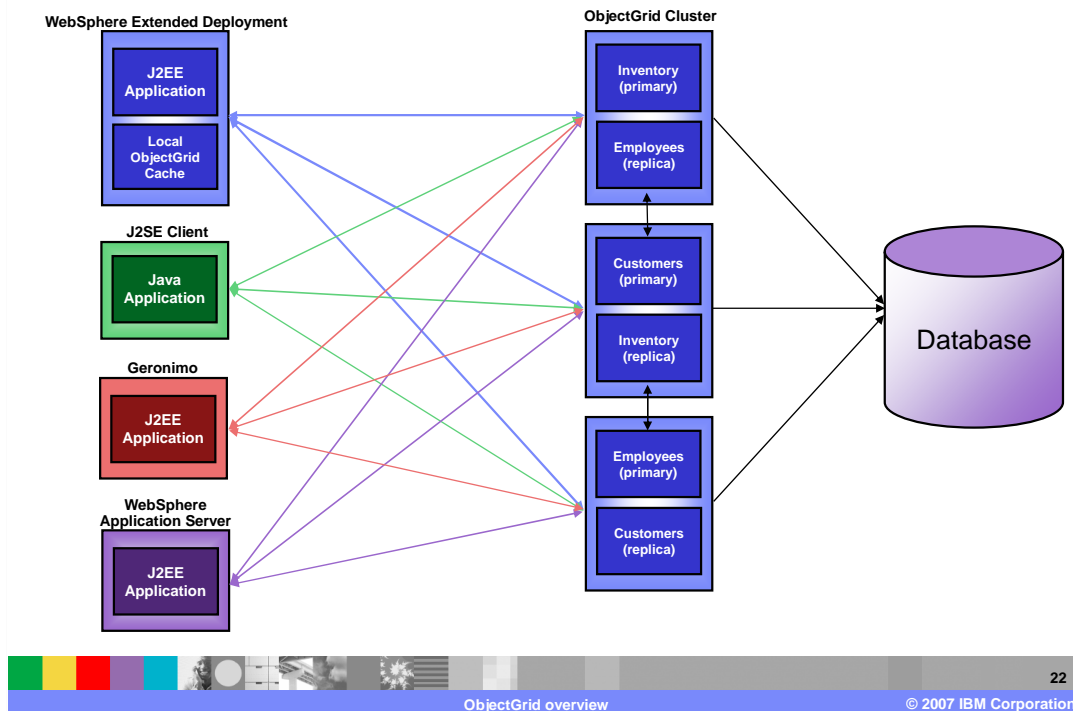 WebSphere Extended Deployment
J2EE
Application
Local
ObjectGrid
Cache
J2SE Client
Java
Application
Geronimo
J2EE
Application
WebSphere
Application Server
J2EE
Application
ObjectGrid Cluster
Inventory
(primary)
Employees
(replica)
Customers
(primary)
Inventory
(replica)
Employees
(primary)
Customers
(replica)
Database
22
ObjectGrid overview
© 2007 IBM Corporation